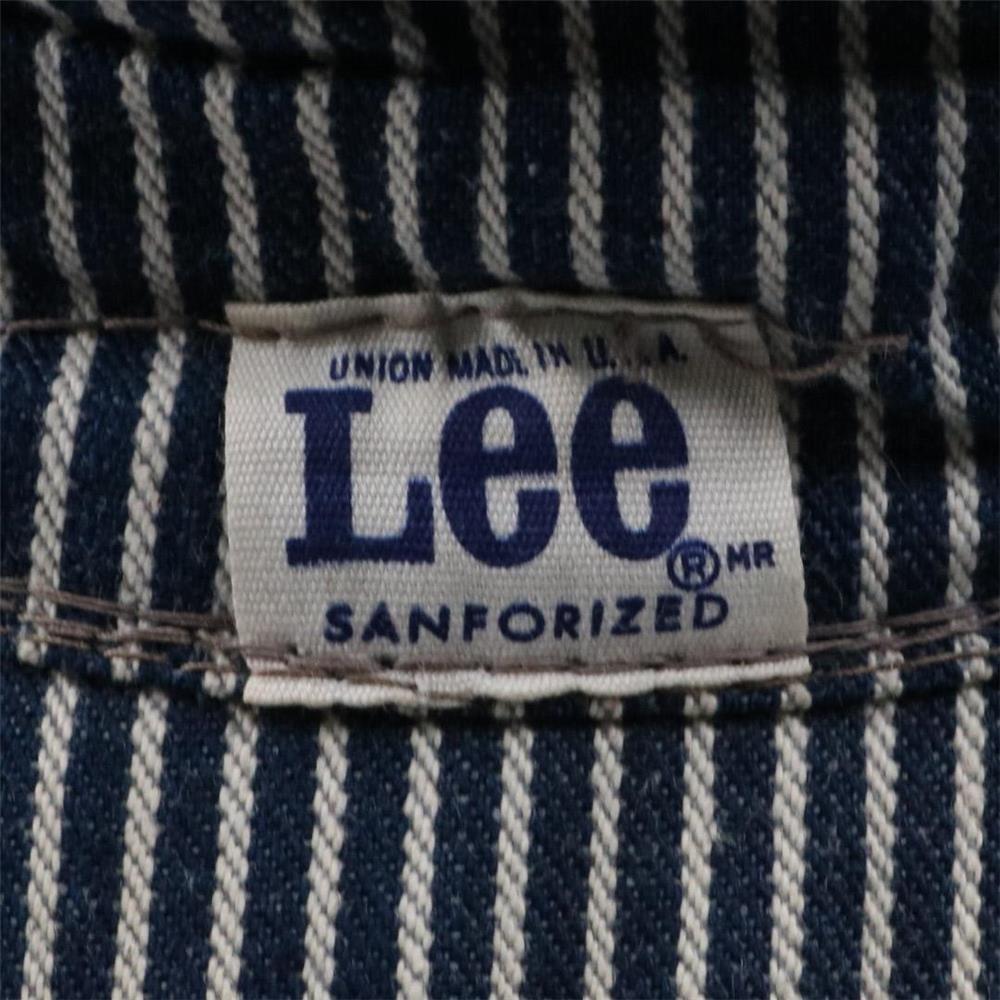 UNION MADE IN U.S.A.
Lee
® MR
SANFORIZED